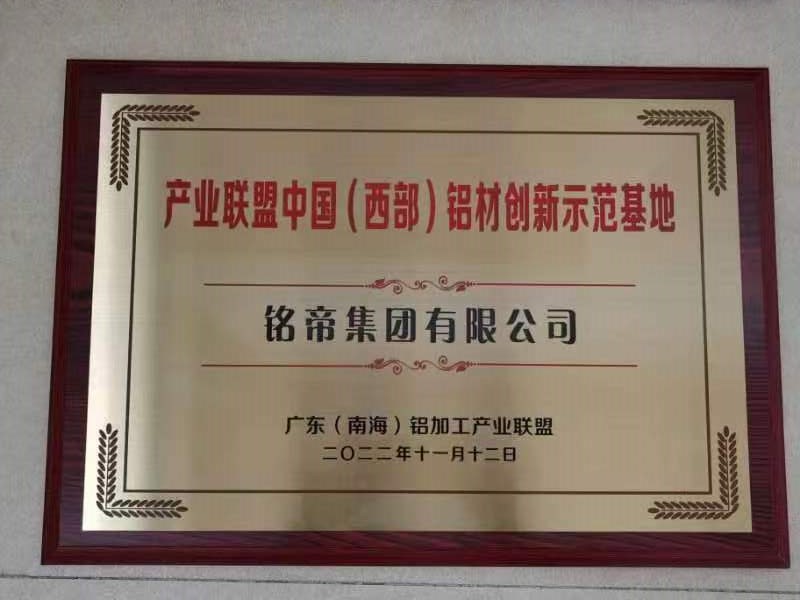 产业联盟中国（西部）铝材创新示范基地
铭帝集团有限公司
广东（南海）铝加工产业联盟
二〇二二年十一月十二日